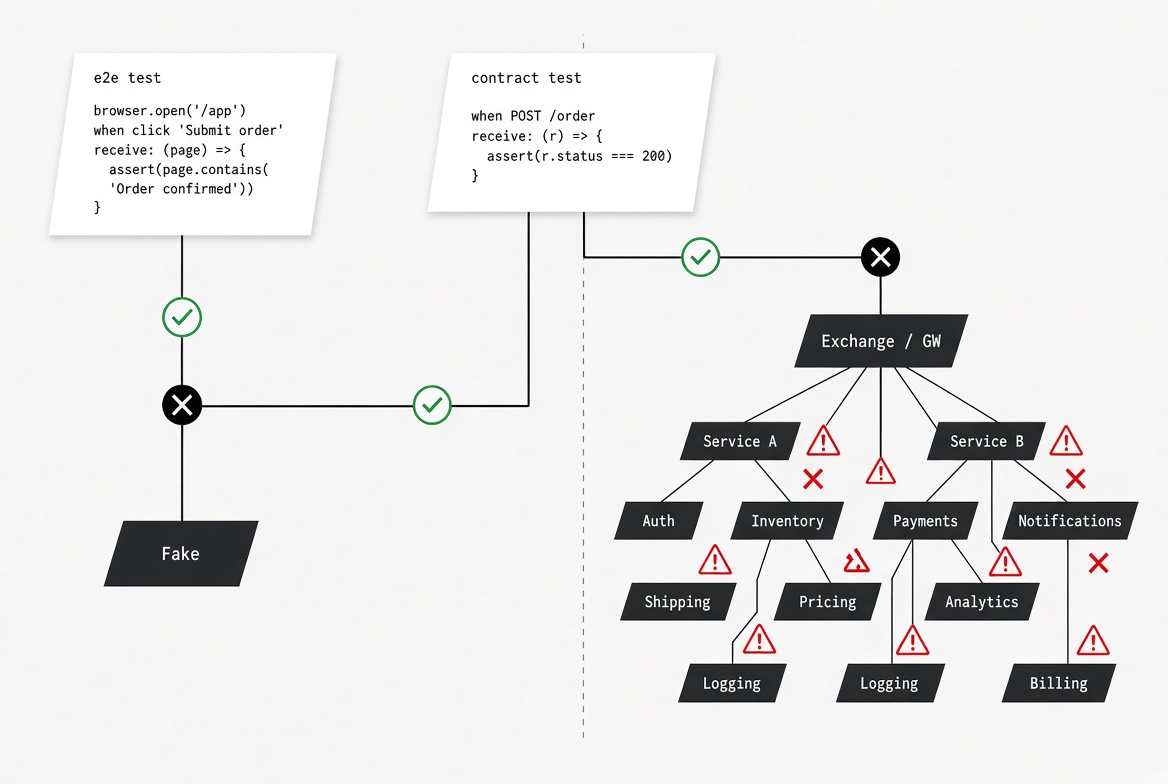 e2e test
browser.open('/app')
when click 'Submit order'
receive: (page) => {
  assert(page.contains(
  'Order confirmed'))
}
contract test
when POST /order
receive: (r) => {
  assert(r.status === 200)
}
Fake
Exchange / GW
Service A
Service B
Auth
Inventory
Payments
Notifications
Shipping
Pricing
Analytics
Logging
Logging
Billing